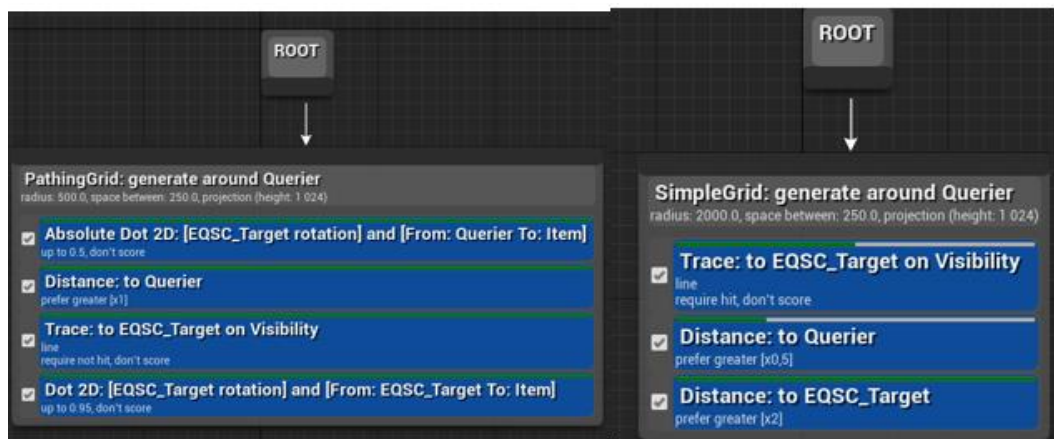 ROOT
PathingGrid: generate around Querier
radius: 500.0, space between: 250.0, projection (height: 1 024)
Absolute Dot 2D: [EQSC_Target rotation] and [From: Querier To: Item]
up to 0.5, don't score
Distance: to Querier
prefer greater [x1]
Trace: to EQSC_Target on Visibility
line
require not hit, don't score
Dot 2D: [EQSC_Target rotation] and [From: EQSC_Target To: Item]
up to 0.95, don't score
ROOT
SimpleGrid: generate around Querier
radius: 2000.0, space between: 250.0, projection (height: 1 024)
Trace: to EQSC_Target on Visibility
line
require hit, don't score
Distance: to Querier
prefer greater [x0,5]
Distance: to EQSC_Target
prefer greater [x2]